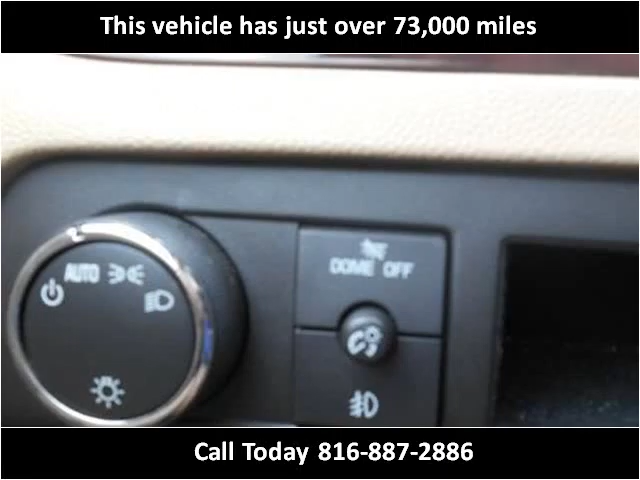 This vehicle has just over 73,000 miles
AUTO
DOME OFF
Call Today 816-887-2886